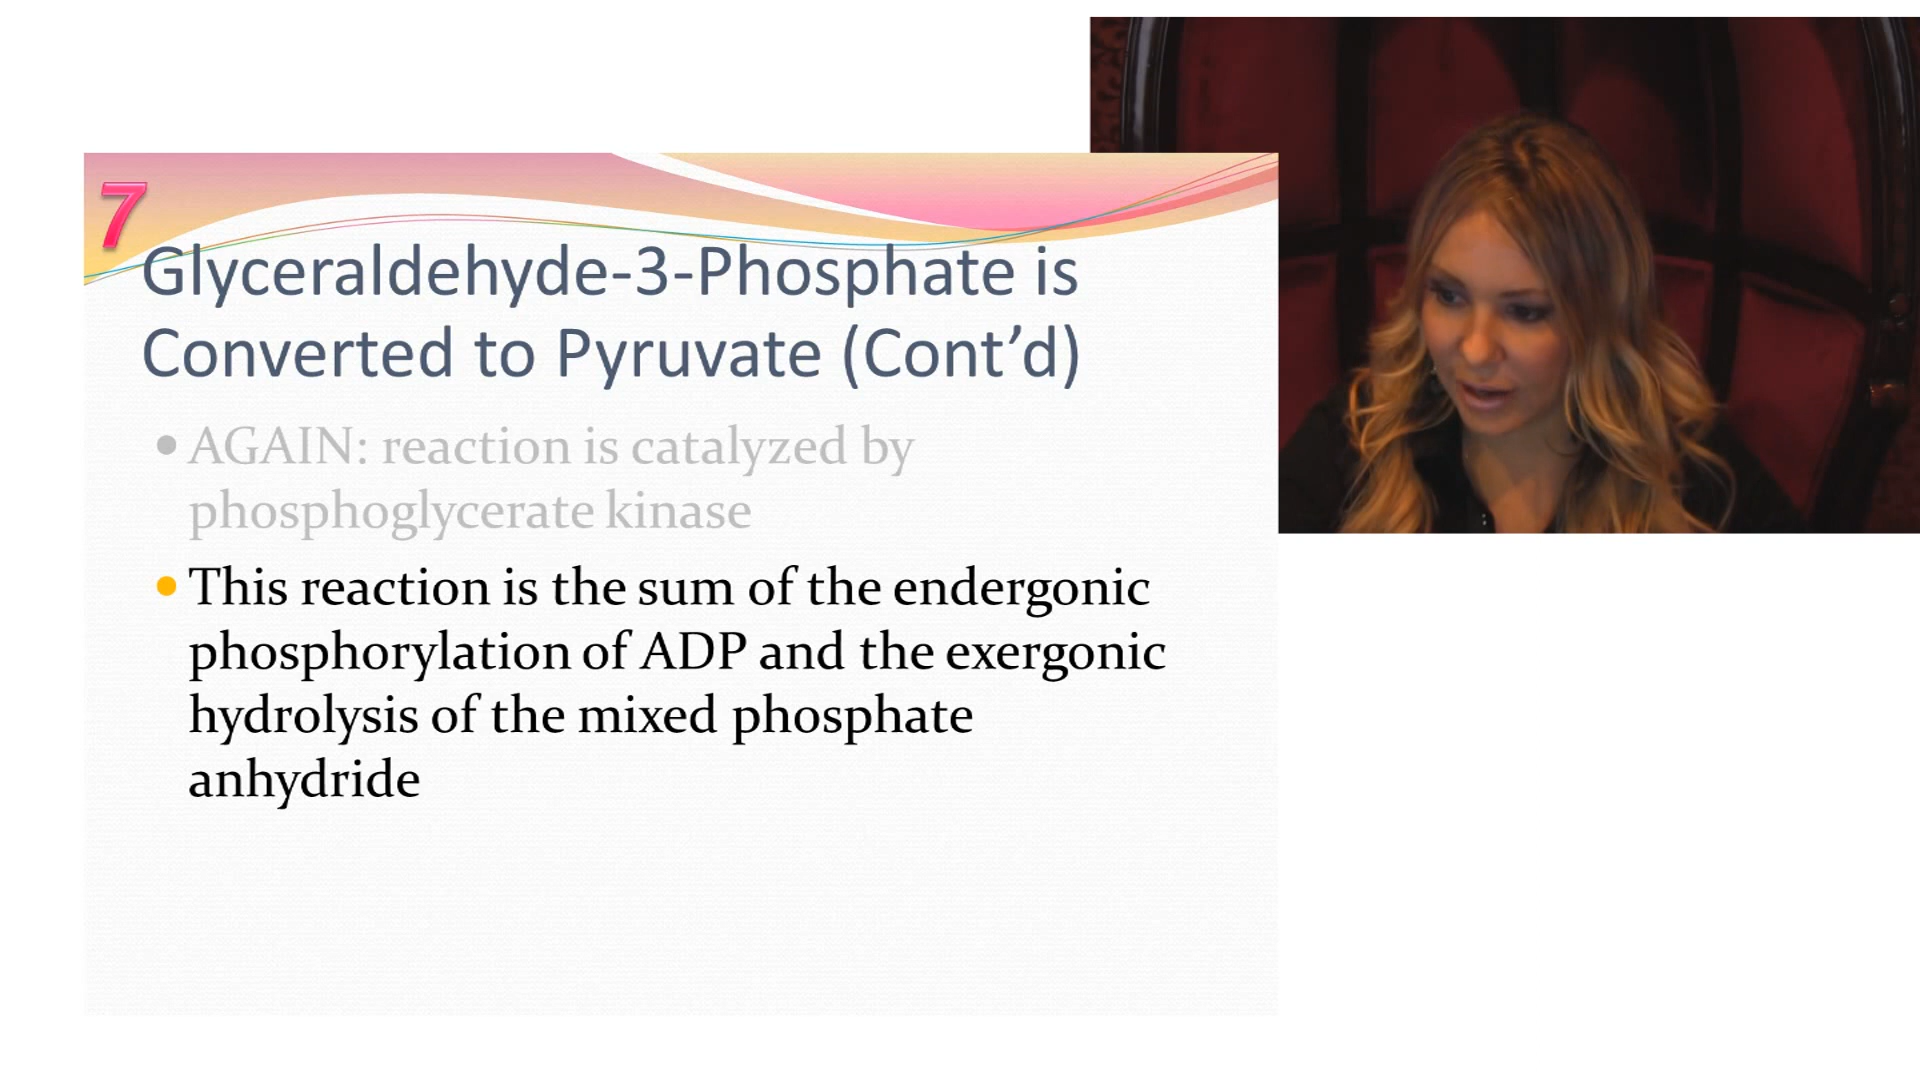 7
Glyceraldehyde-3-Phosphate is
Converted to Pyruvate (Cont’d)
• AGAIN: reaction is catalyzed by
phosphoglycerate kinase
• This reaction is the sum of the endergonic
phosphorylation of ADP and the exergonic
hydrolysis of the mixed phosphate
anhydride